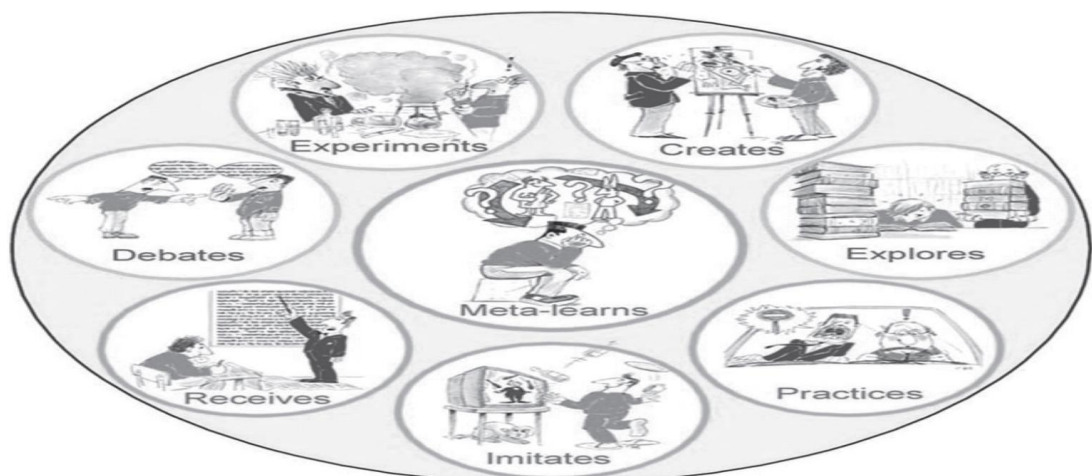 Experiments
Creates
Debates
Meta-learns
Explores
Receives
Imitates
Practices